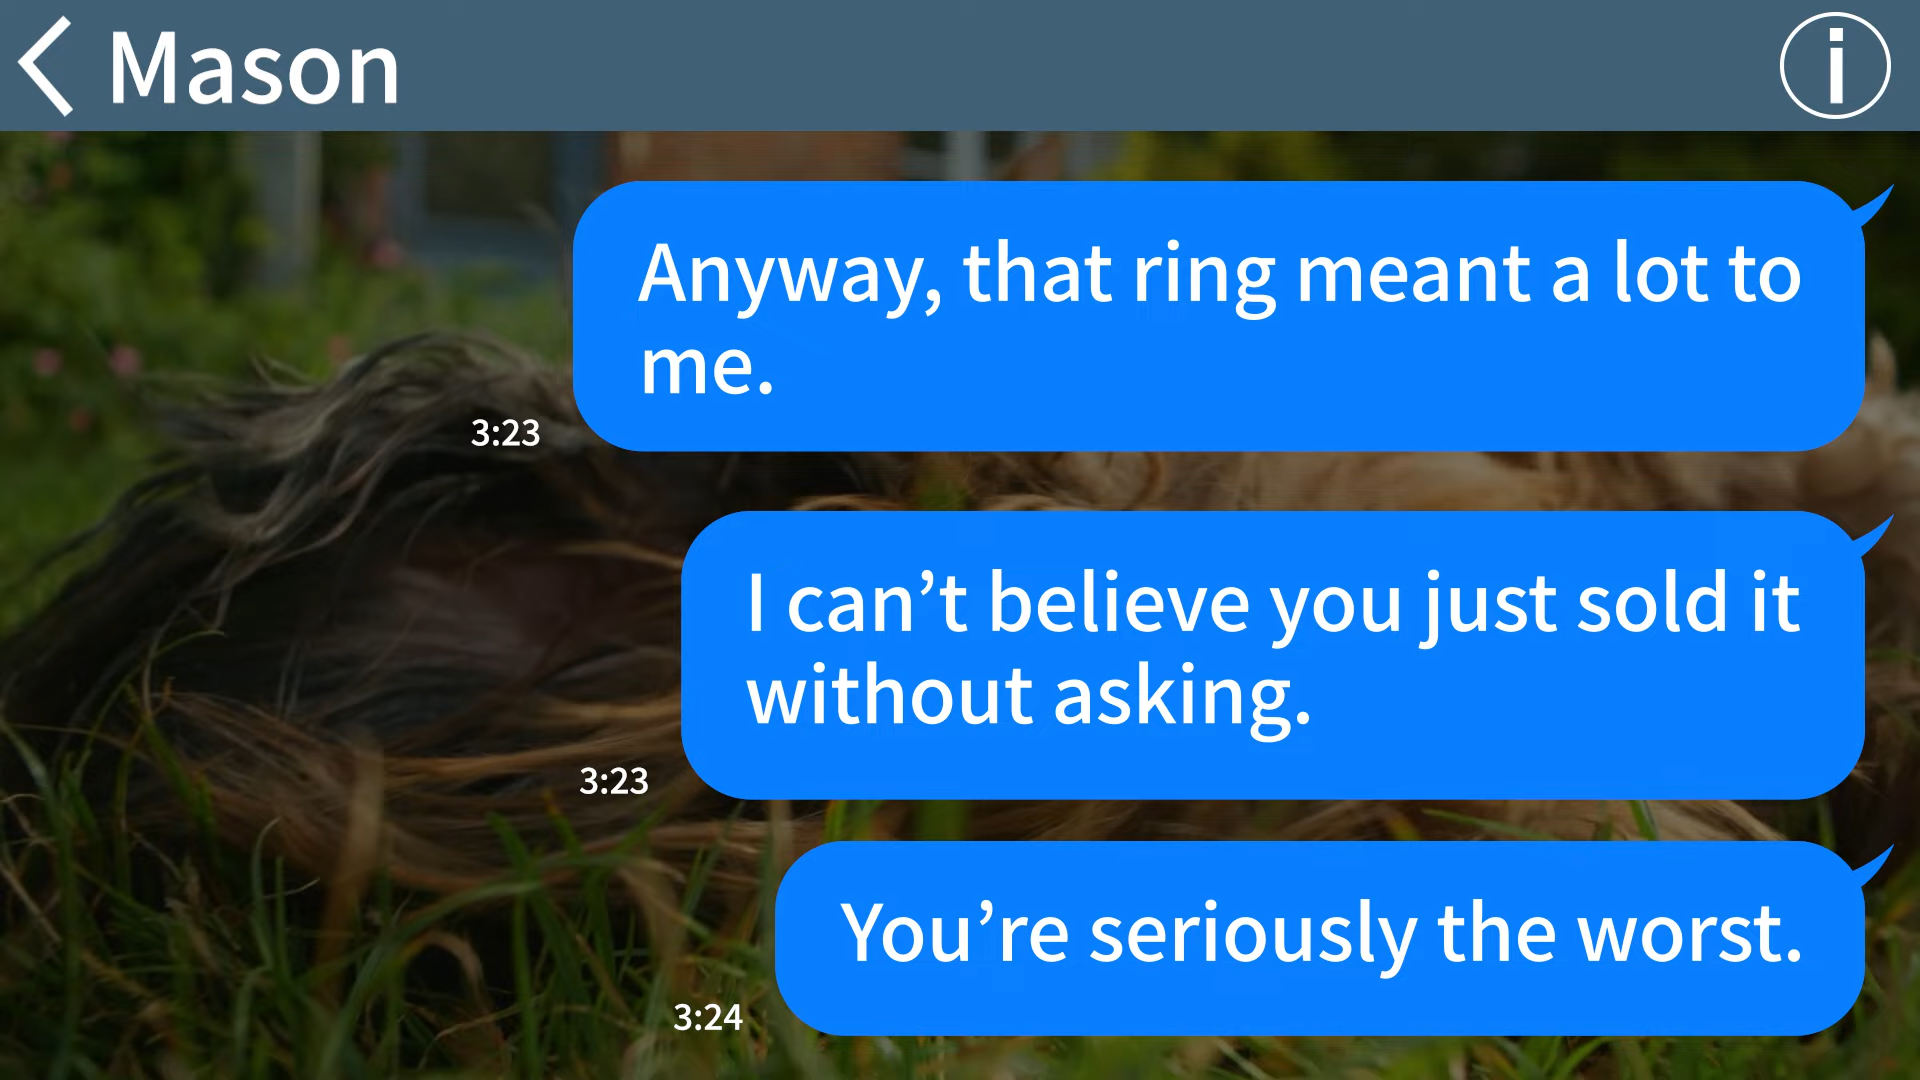 Mason
Anyway, that ring meant a lot to
me.
3:23
I can’t believe you just sold it
without asking.
3:23
You’re seriously the worst.
3:24